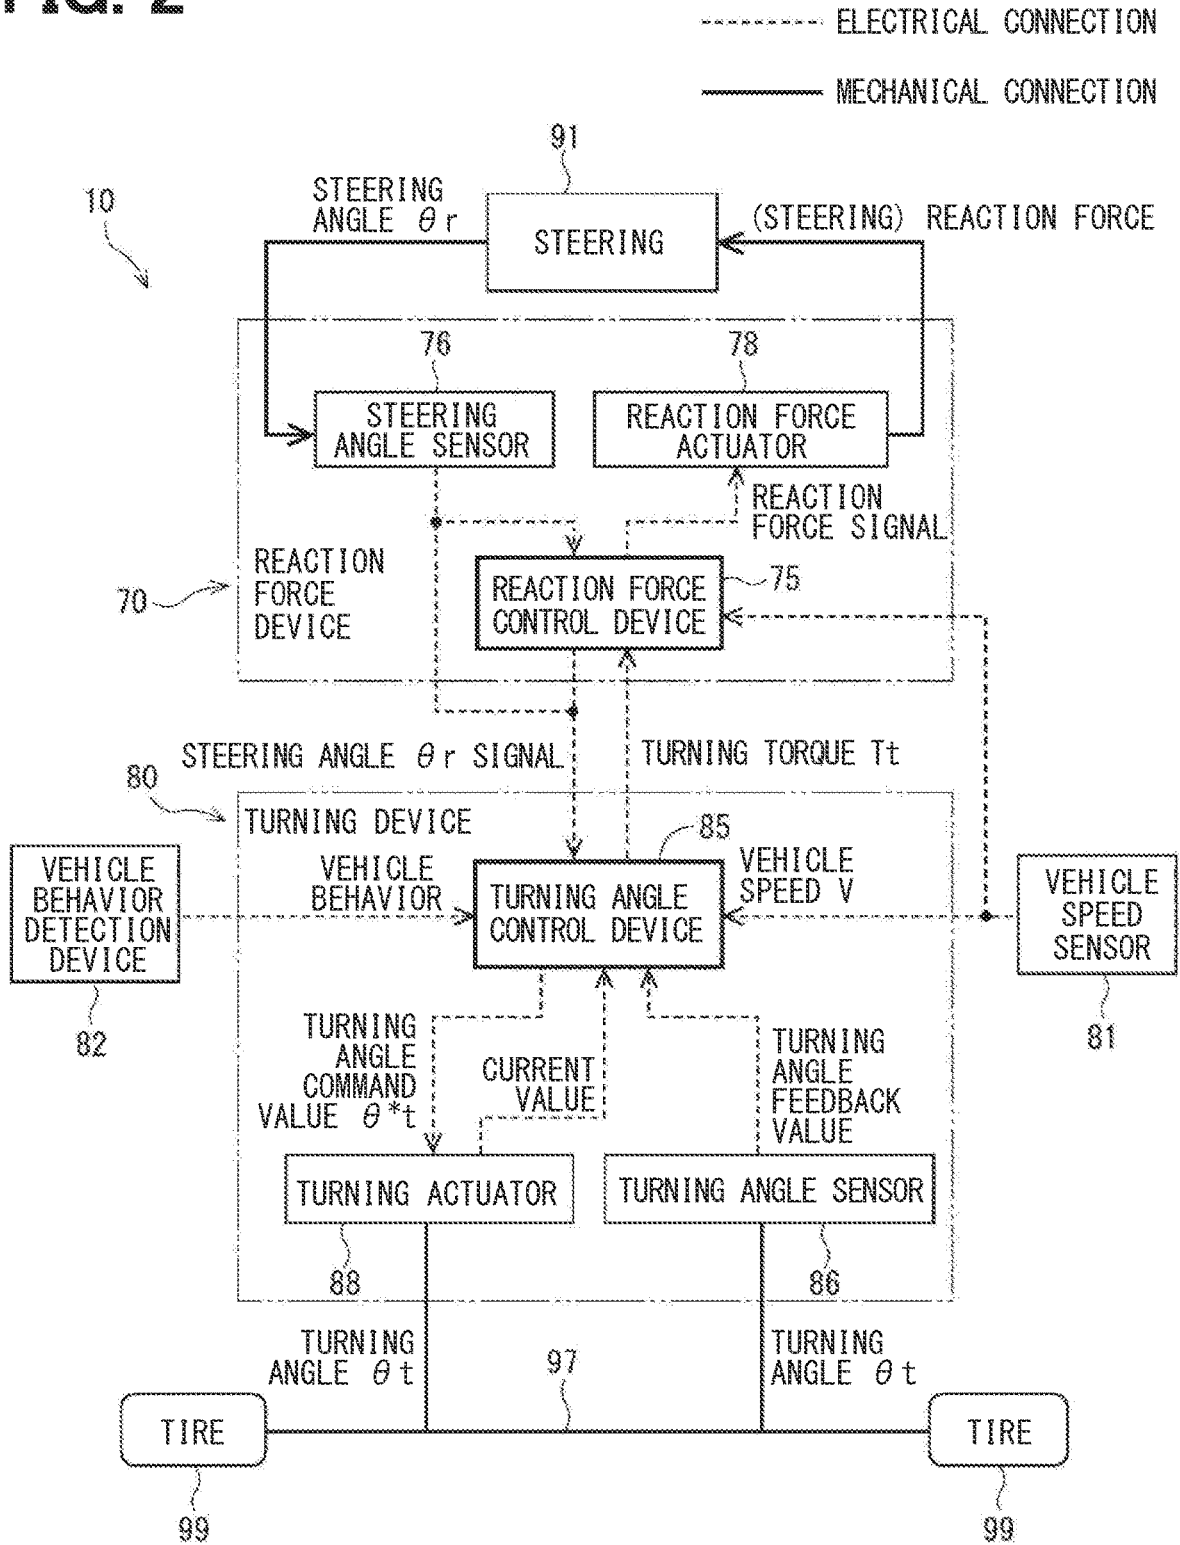 FIG. 2
ELECTRICAL CONNECTION
MECHANICAL CONNECTION
91
10
STEERING
ANGLE θr
STEERING
(STEERING) REACTION FORCE
76
78
STEERING
ANGLE SENSOR
REACTION FORCE
ACTUATOR
REACTION
FORCE SIGNAL
REACTION
FORCE
DEVICE
70
REACTION FORCE
CONTROL DEVICE
75
STEERING ANGLE θr SIGNAL
TURNING TORQUE Tt
80
TURNING DEVICE
85
VEHICLE
BEHAVIOR
DETECTION
DEVICE
82
VEHICLE
BEHAVIOR
TURNING ANGLE
CONTROL DEVICE
VEHICLE
SPEED V
VEHICLE
SPEED
SENSOR
81
TURNING
ANGLE
COMMAND
VALUE θ*t
CURRENT
VALUE
TURNING
ANGLE
FEEDBACK
VALUE
TURNING ACTUATOR
TURNING ANGLE SENSOR
88
86
TURNING
ANGLE θt
97
TURNING
ANGLE θt
TIRE
TIRE
99
99